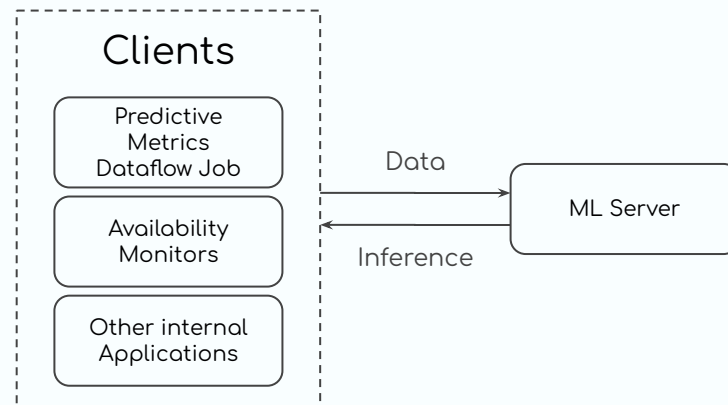 Clients
Predictive
Metrics
Dataflow Job
Availability
Monitors
Other internal
Applications
Data
Inference
ML Server